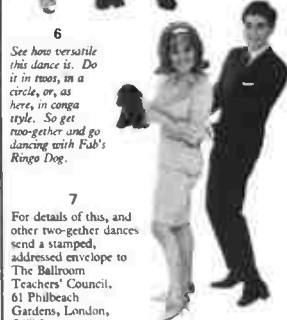 6
See how versatile
this dance is. Do
it in twos, in a
circle, or, as
here, in conga
style. So get
two-gether and go
dancing with Fab's
Ringo Dog.
7
For details of this, and
other two-gether dances
send a stamped,
addressed envelope to
The Ballroom
Teachers' Council,
61 Philbeach
Gardens, London,